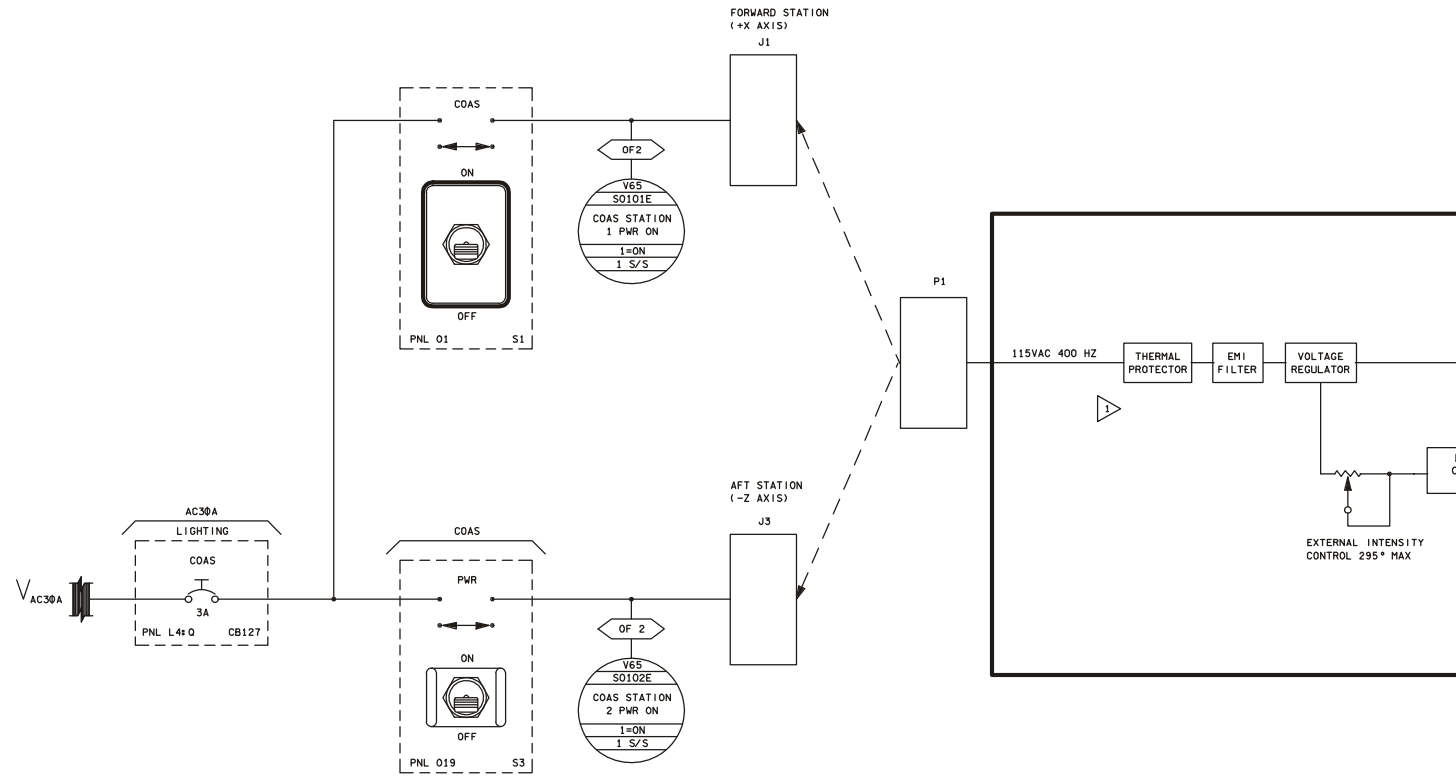 FORWARD STATION
(+X AXIS)
J1
COAS
ON
OFF
PNL O1 S1
OF2
V65
S0101E
COAS STATION
1 PWR ON
1=ON
1 S/S
P1
115VAC 400 HZ
THERMAL
PROTECTOR
EMI
FILTER
VOLTAGE
REGULATOR
1
EXTERNAL INTENSITY
CONTROL 295° MAX
AFT STATION
(-Z AXIS)
J3
AC3ΦA
LIGHTING
COAS
3A
PNL L4:Q CB127
AC3ΦA
COAS
PWR
ON
OFF
PNL O19 S3
OF 2
V65
S0102E
COAS STATION
2 PWR ON
1=ON
1 S/S